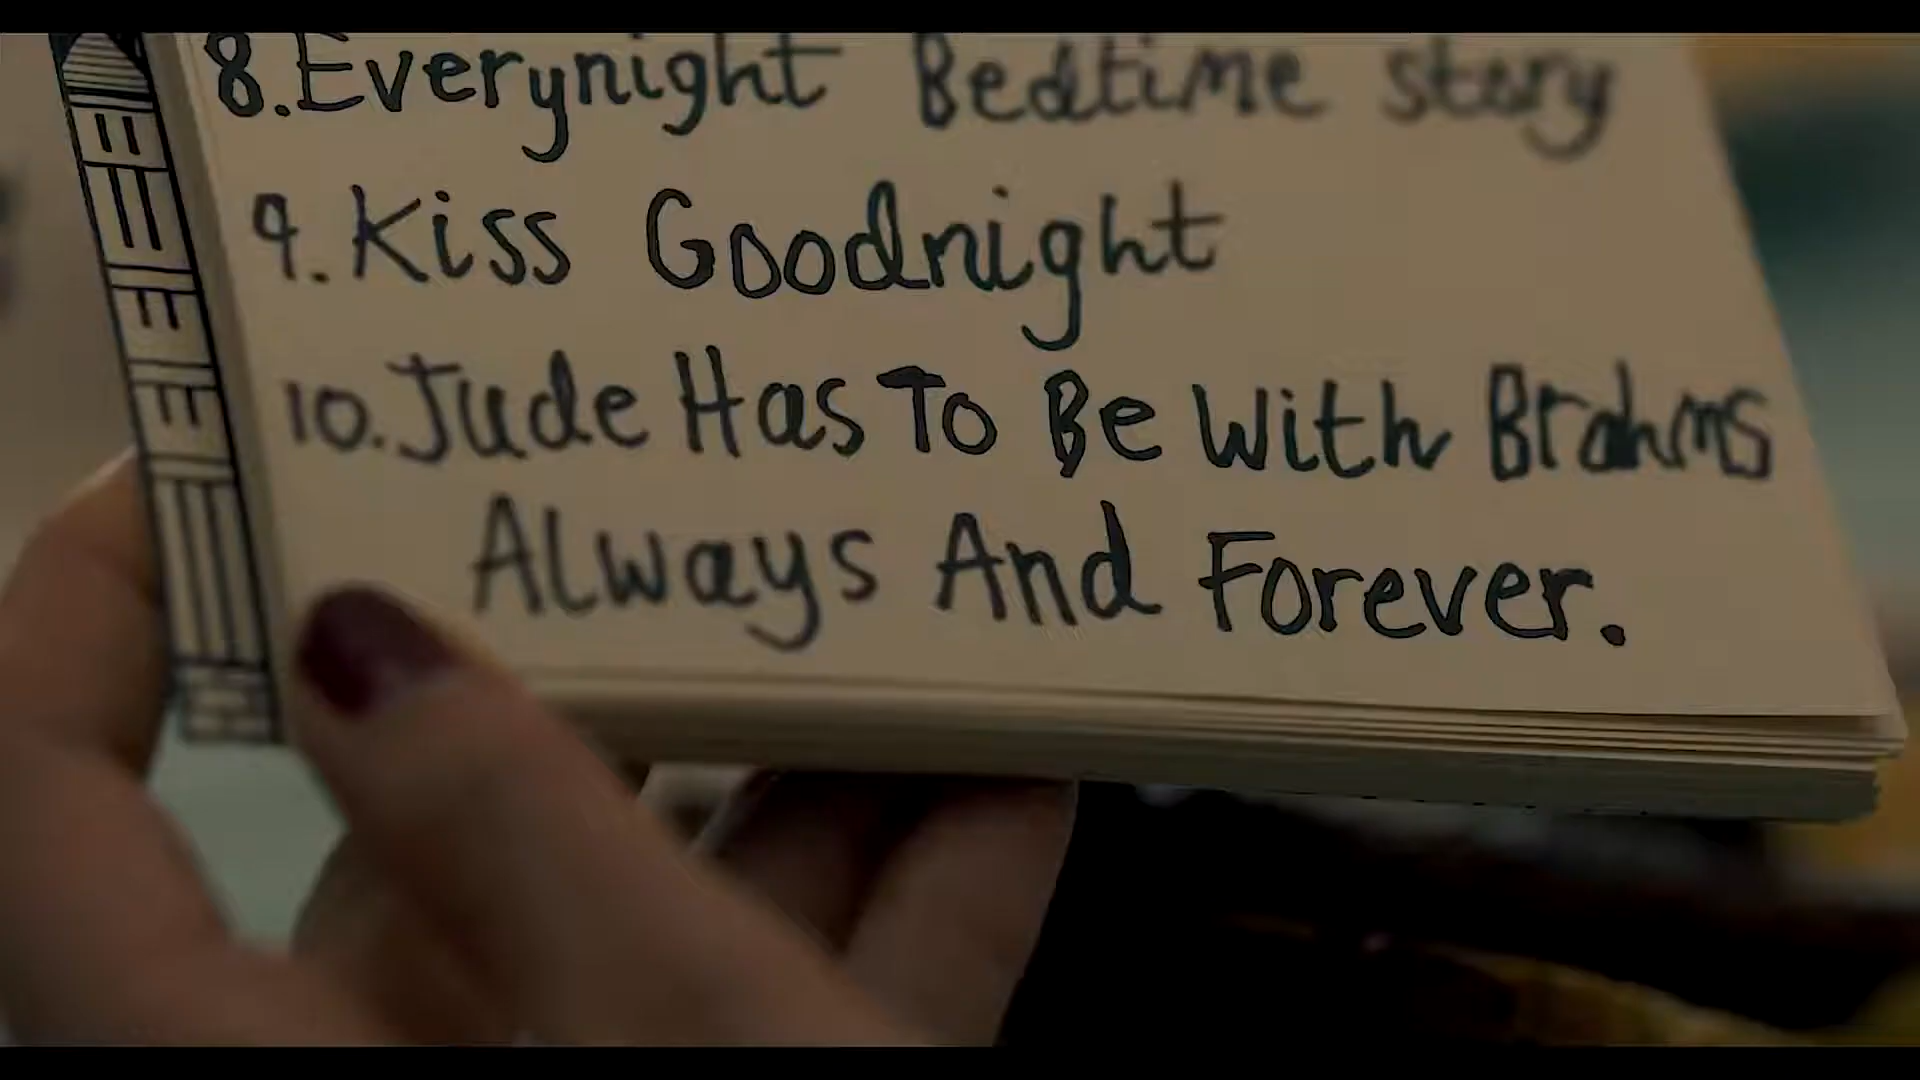 8. Everynight Bedtime story
9. Kiss Goodnight
10. Jude Has To Be With Brahms
Always And Forever.